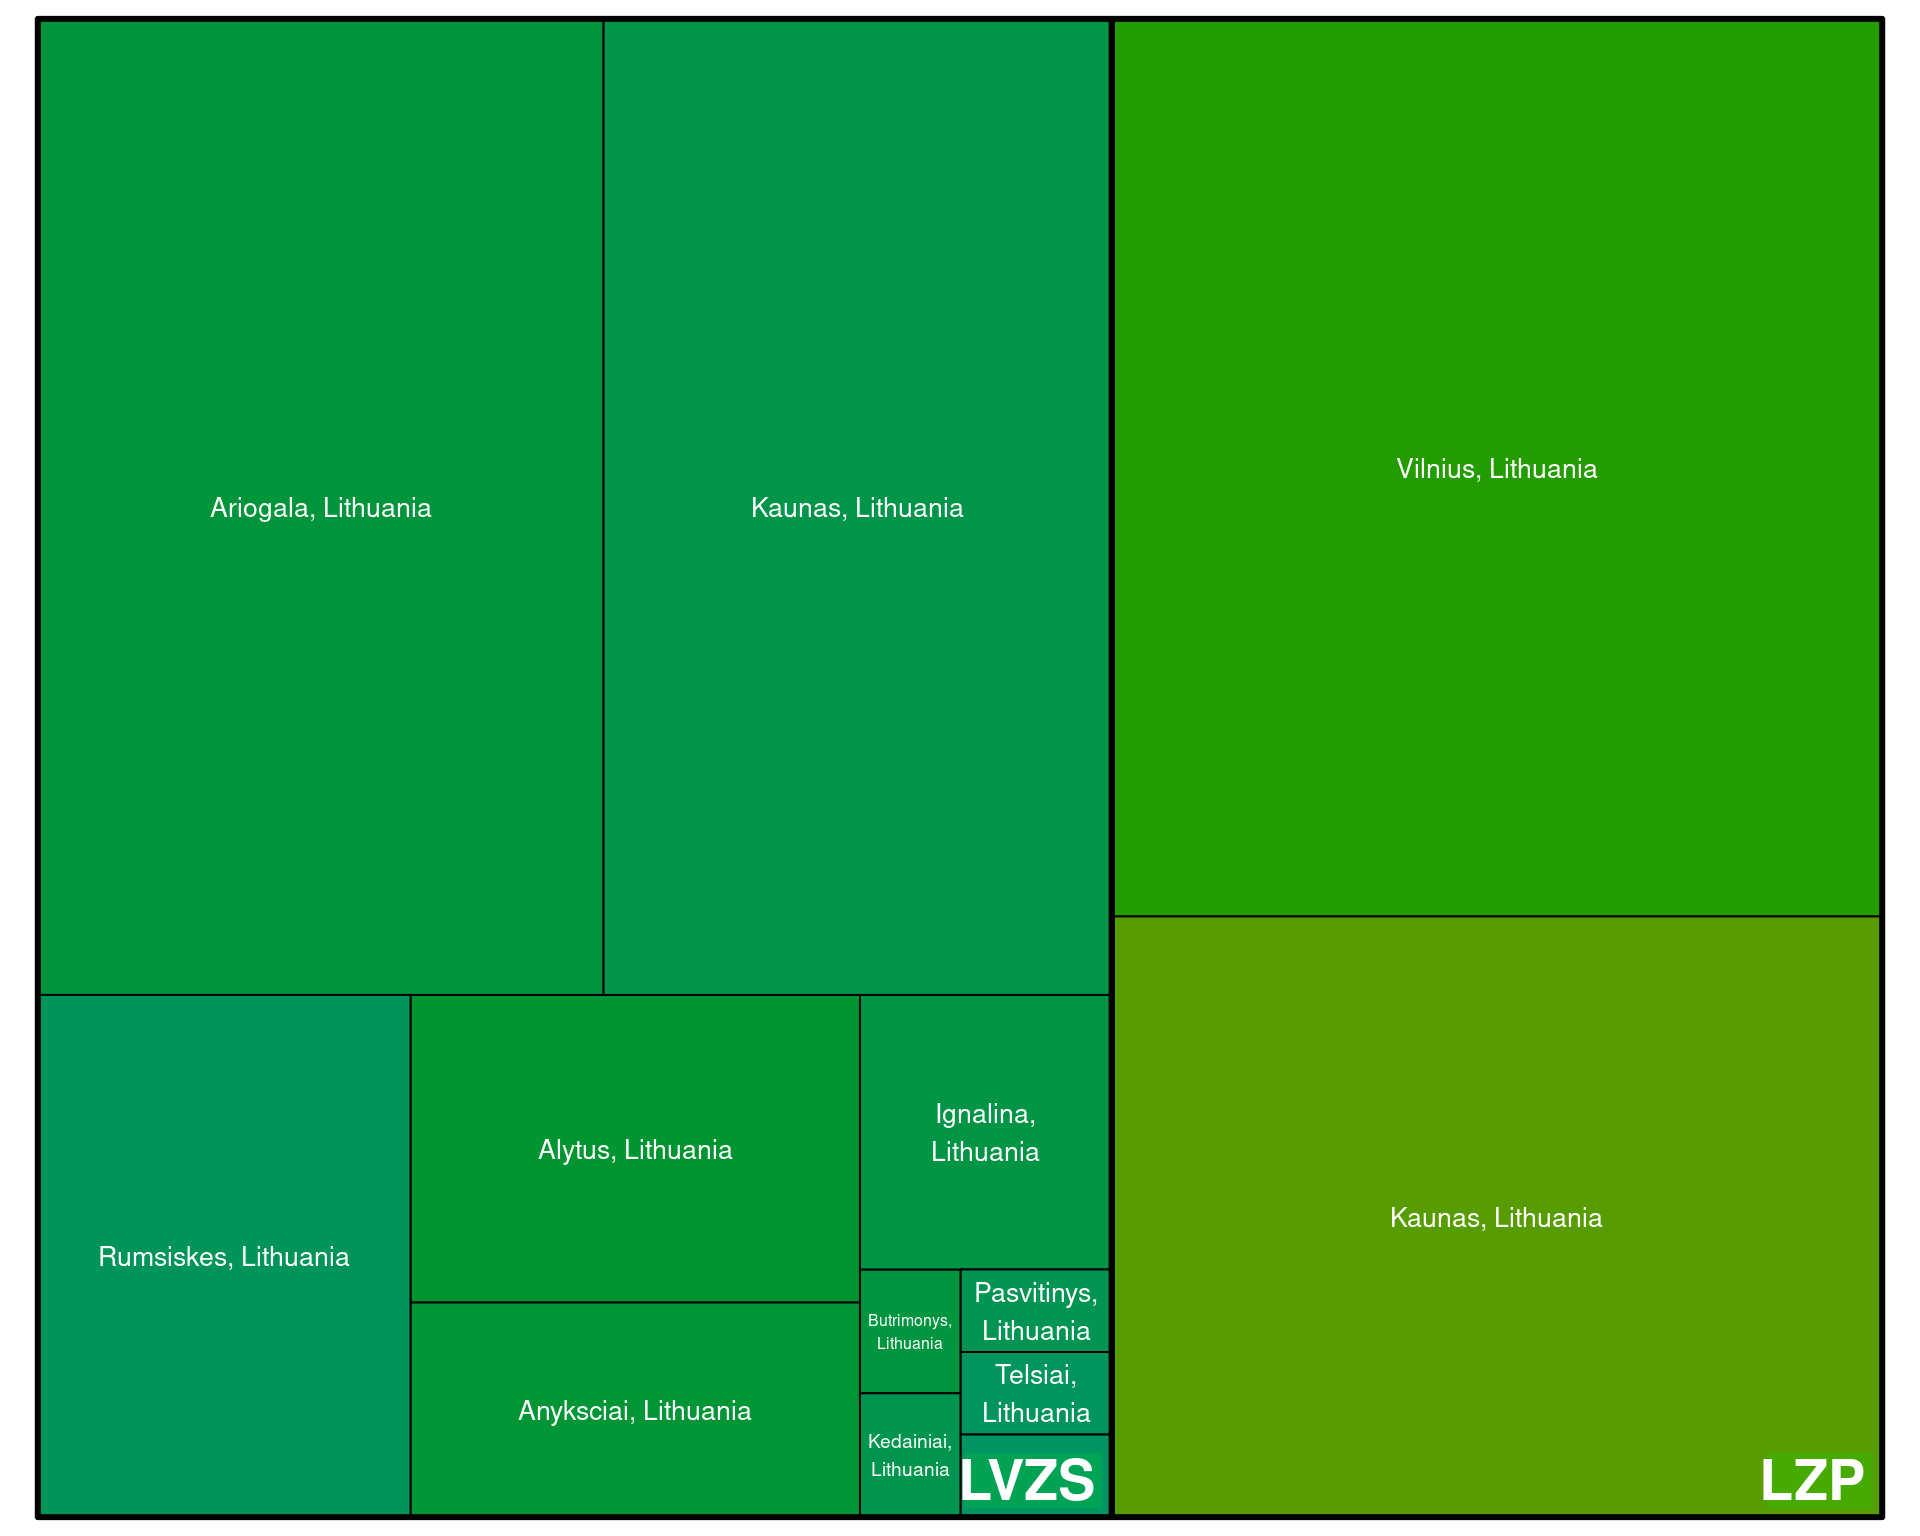 Ariogala, Lithuania
Kaunas, Lithuania
Vilnius, Lithuania
Rumsiskes, Lithuania
Alytus, Lithuania
Anyksciai, Lithuania
Ignalina,
Lithuania
Butrimonys,
Lithuania
Kedainiai,
Lithuania
Pasvitinys,
Lithuania
Telsiai,
Lithuania
LVZS
Kaunas, Lithuania
LZP